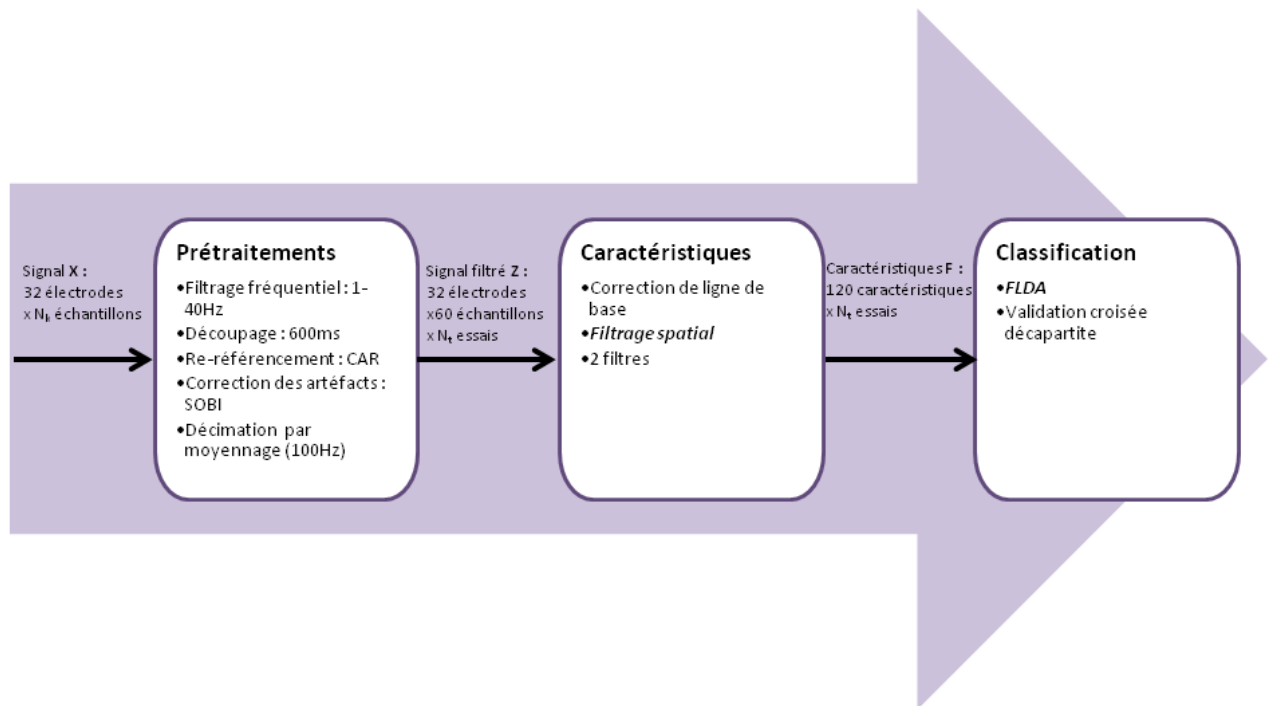 Signal X :
32 électrodes
x Nk échantillons
Prétraitements
•Filtrage fréquentiel : 1-
40Hz
•Découpage : 600ms
•Re-référencement : CAR
•Correction des artéfacts :
SOBI
•Décimation par
moyennage (100Hz)
Signal filtré Z :
32 électrodes
x60 échantillons
x Nt essais
Caractéristiques
•Correction de ligne de
base
•Filtrage spatial
•2 filtres
Caractéristiques F :
120 caractéristiques
x Nt essais
Classification
•FLDA
•Validation croisée
décapartite